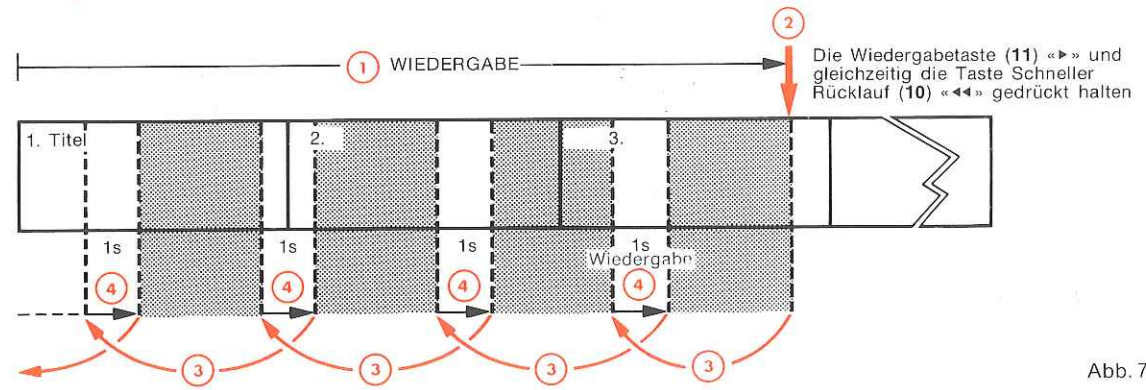 2
1 WIEDERGABE
Die Wiedergabetaste (11) «▶» und
gleichzeitig die Taste Schneller
Rücklauf (10) «◀◀» gedrückt halten
1. Titel
2.
3.
1s
1s
1s
1s
Wiedergabe
4
4
4
4
3
3
3
3
Abb. 7